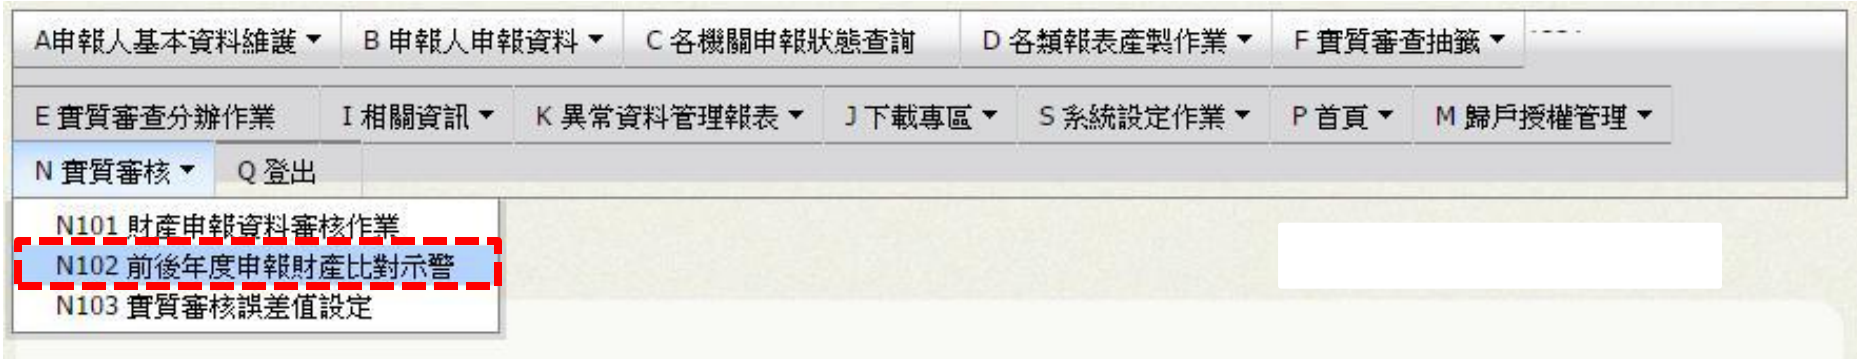 A申報人基本資料維護▼ B 申報人申報資料▼ C 各機關申報狀態查詢 D 各類報表產製作業▼ F 實質審查抽籤▼
E 實質審查分辦作業 I 相關資訊▼ K 異常資料管理報表▼ J 下載專區▼ S 系統設定作業▼ P 首頁▼ M 歸戶授權管理▼
N 實質審核▼ Q 登出
N101 財產申報資料審核作業
N102 前後年度申報財產比對示警
N103 實質審核誤差值設定